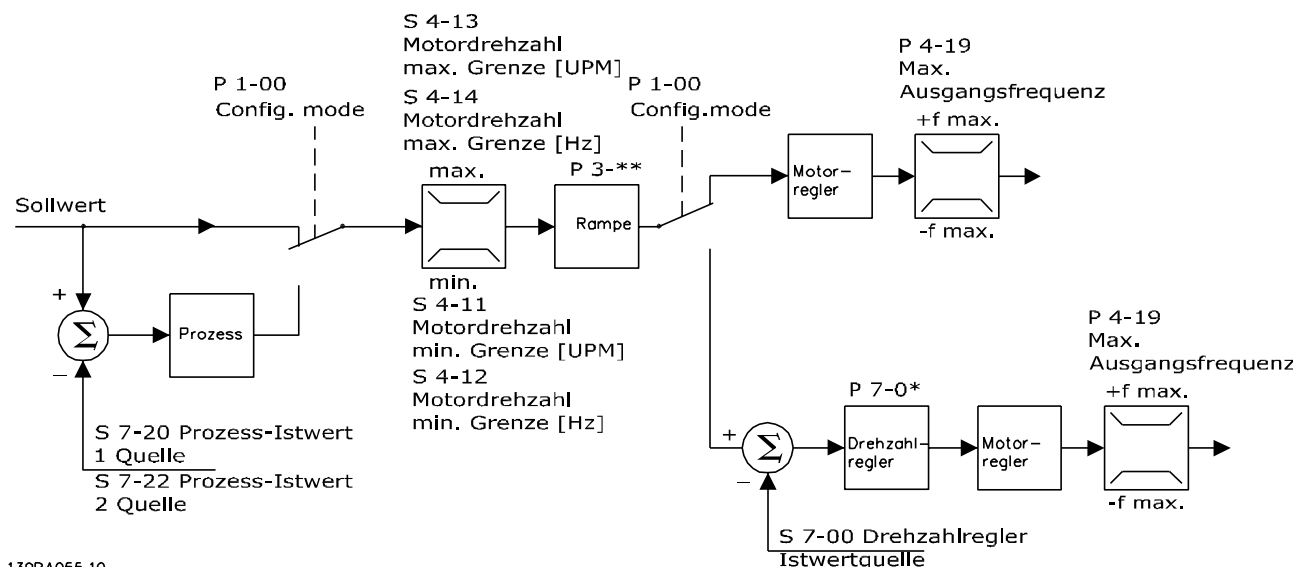 S 4-13
Motordrehzahl
max. Grenze [UPM]
S 4-14
Motordrehzahl
max. Grenze [Hz]
max.
P 1-00
Config. mode
P 1-00
Config.mode
P 4-19
Max.
Ausgangsfrequenz
+f max.
P 3-**
Motor-
regler
Sollwert
Rampe
-f max.
min.
S 4-11
Motordrehzahl
min. Grenze [UPM]
S 4-12
Motordrehzahl
min. Grenze [Hz]
+
Σ
Prozess
−
S 7-20 Prozess-Istwert
1 Quelle
S 7-22 Prozess-Istwert
2 Quelle
P 4-19
Max.
Ausgangsfrequenz
+f max.
P 7-0*
+
Σ
−
Drehzahl-
regler
Motor-
regler
-f max.
S 7-00 Drehzahlregler
Istwertquelle
130BA055.10